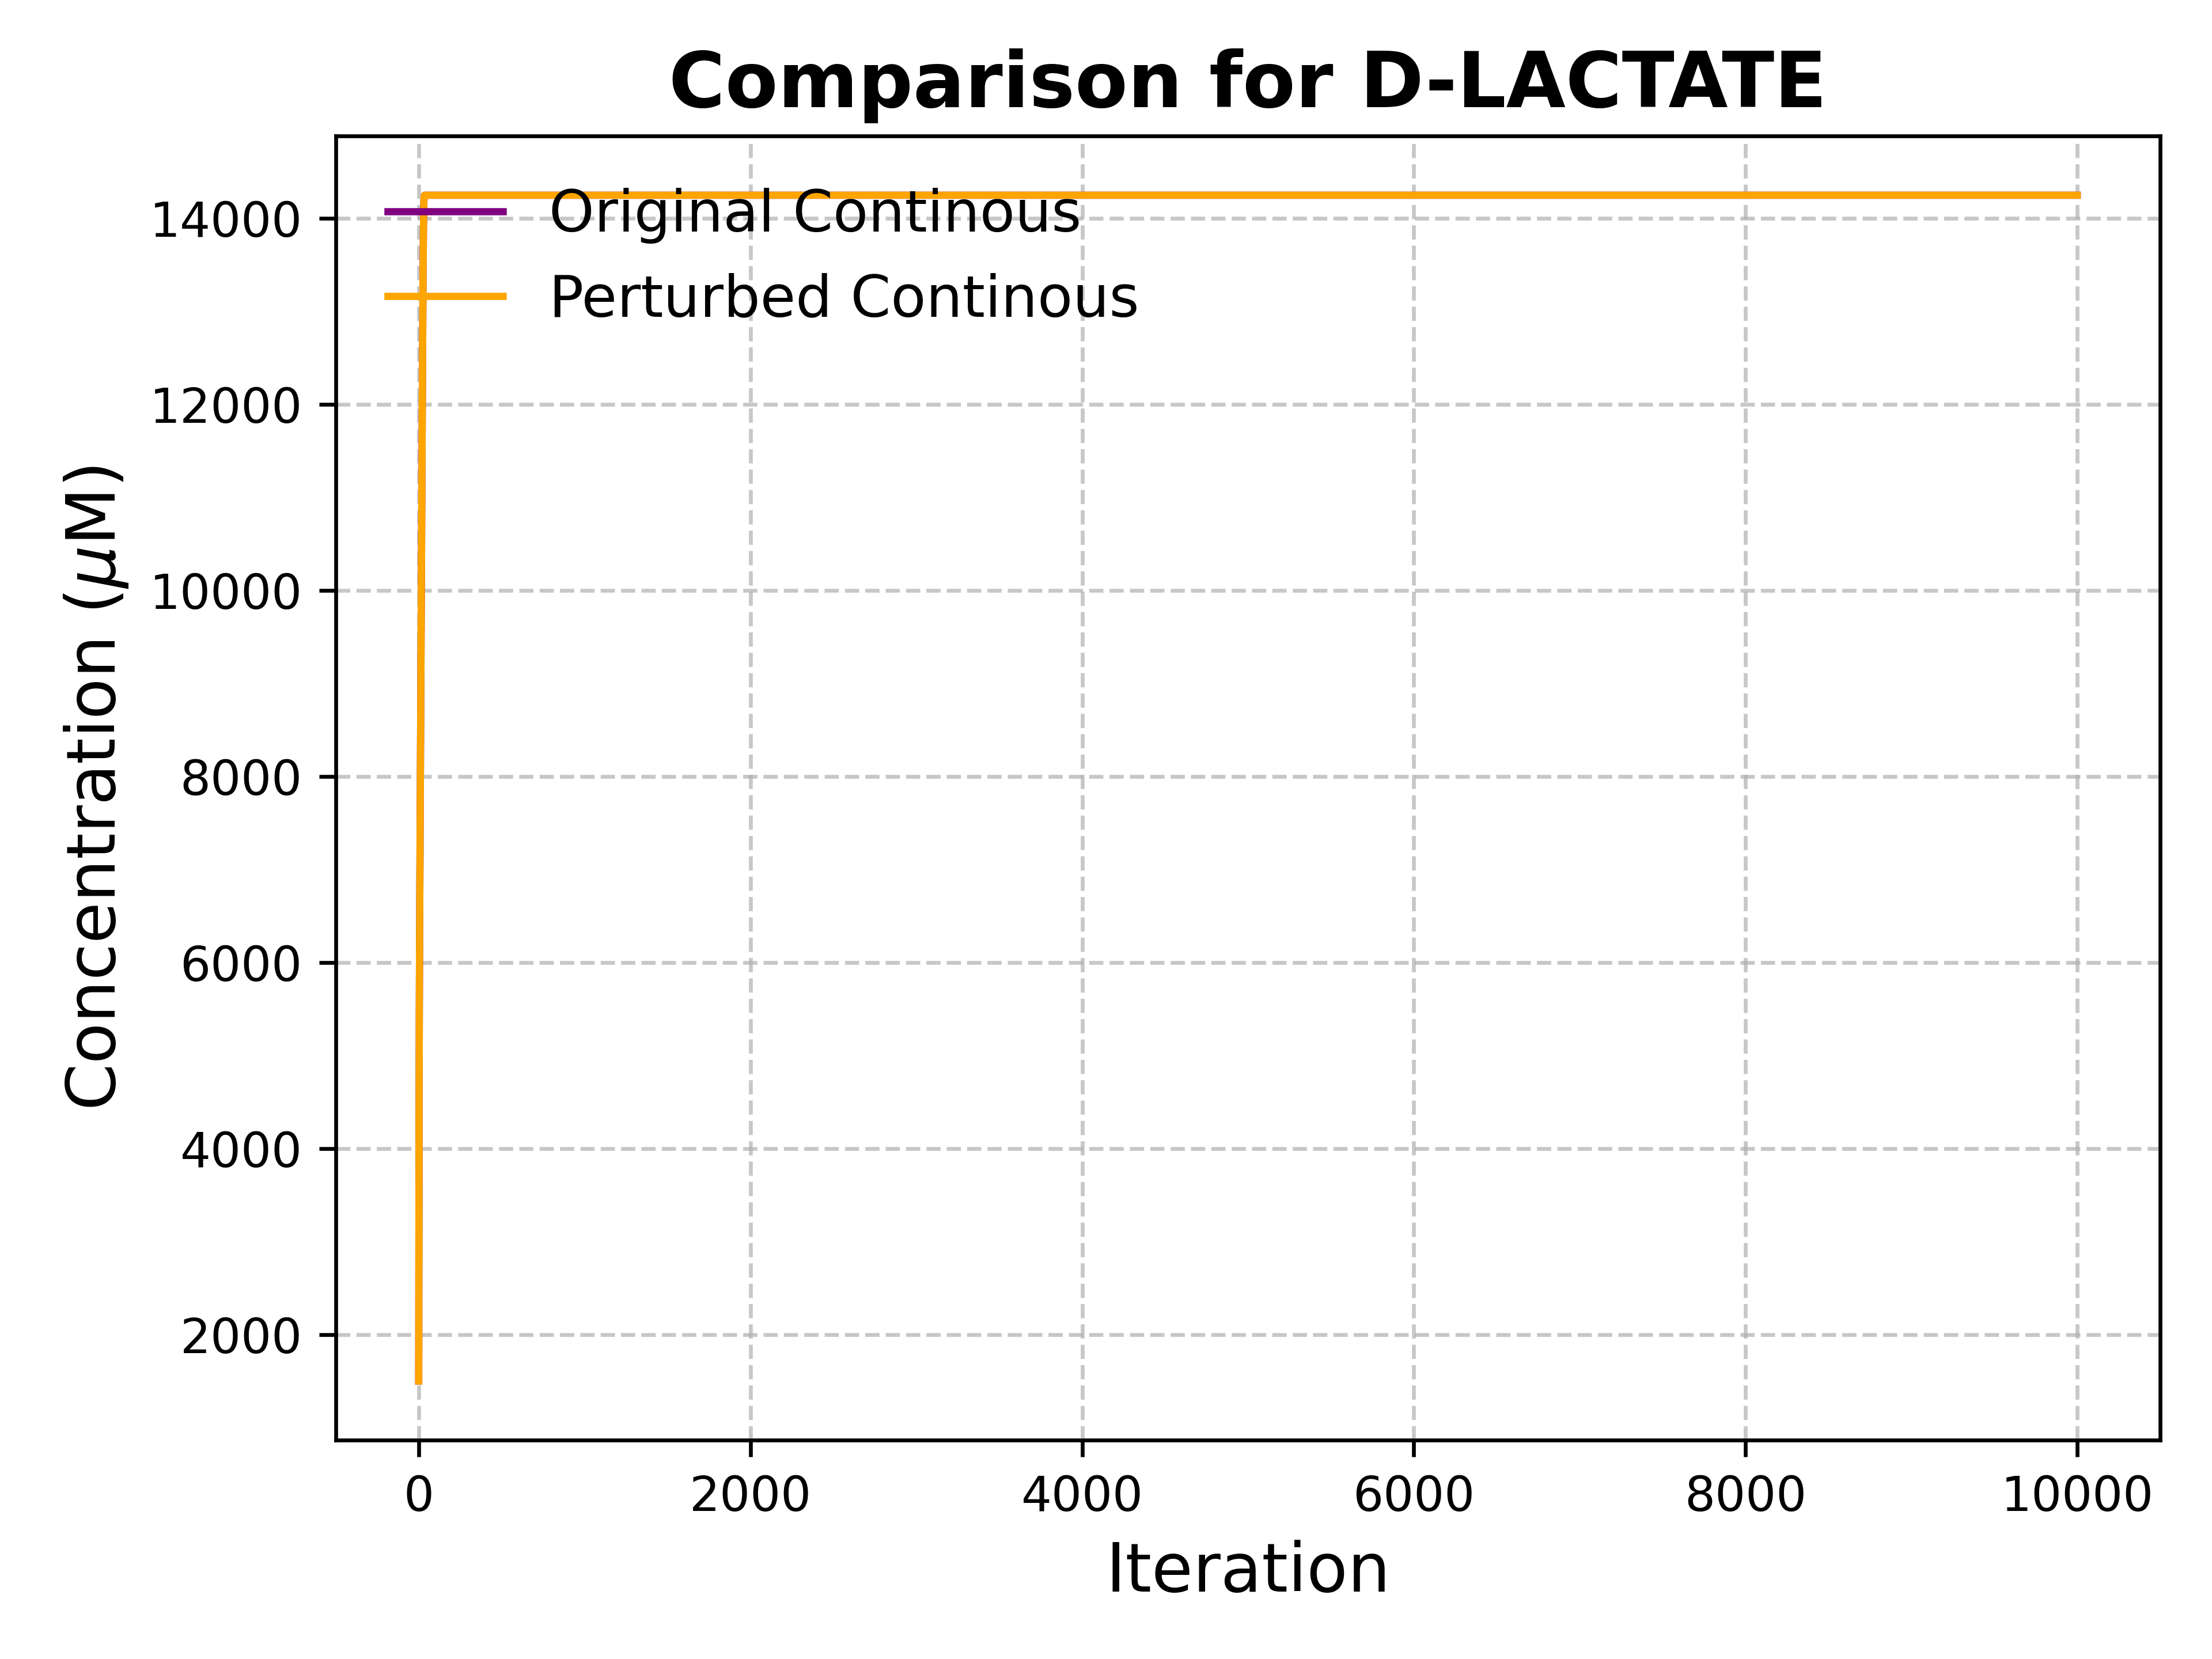 Comparison for D-LACTATE
Original Continous
Perturbed Continous
Concentration (μM)
14000
12000
10000
8000
6000
4000
2000
0 2000 4000 6000 8000 10000
Iteration